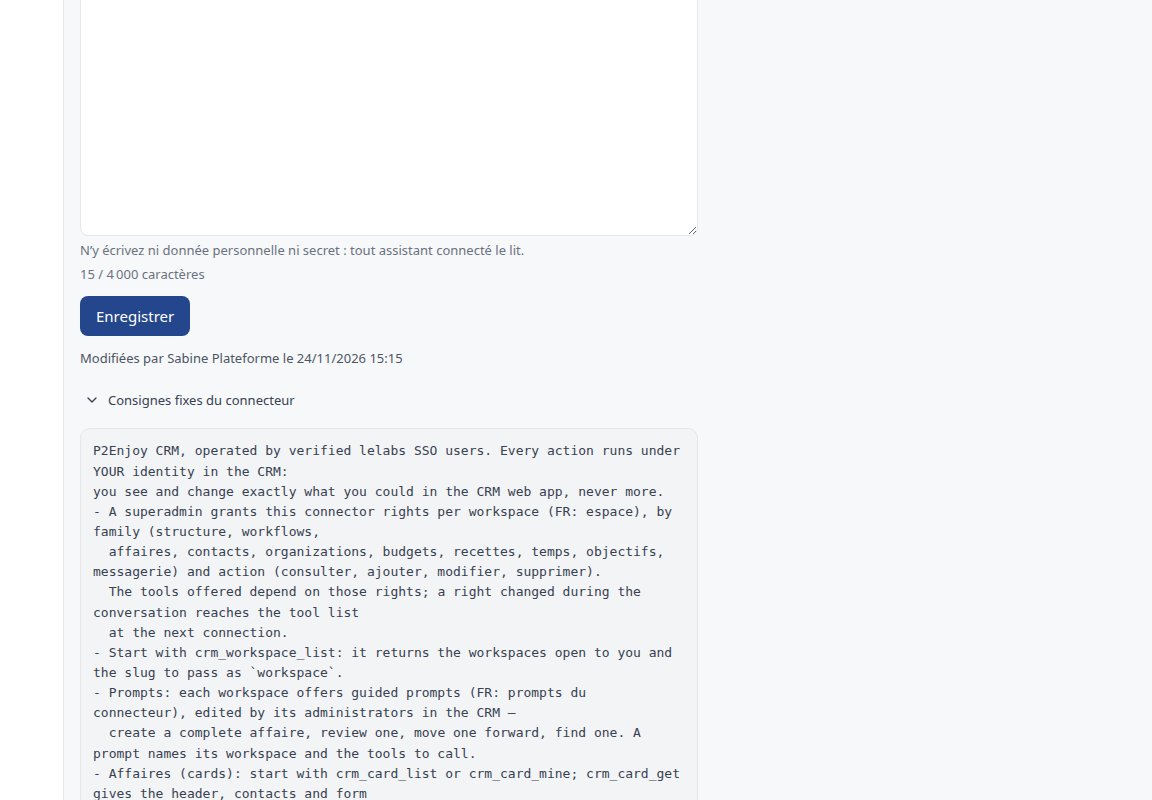 N'y écrivez ni donnée personnelle ni secret : tout assistant connecté le lit.
15 / 4 000 caractères
Enregistrer
Modifiées par Sabine Plateforme le 24/11/2026 15:15
Consignes fixes du connecteur
P2Enjoy CRM, operated by verified lelabs SSO users. Every action runs under
YOUR identity in the CRM:
you see and change exactly what you could in the CRM web app, never more.
- A superadmin grants this connector rights per workspace (FR: espace), by
family (structure, workflows,
  affaires, contacts, organizations, budgets, recettes, temps, objectifs,
messagerie) and action (consulter, ajouter, modifier, supprimer).
  The tools offered depend on those rights; a right changed during the
conversation reaches the tool list
  at the next connection.
- Start with crm_workspace_list: it returns the workspaces open to you and
the slug to pass as `workspace`.
- Prompts: each workspace offers guided prompts (FR: prompts du
connecteur), edited by its administrators in the CRM —
  create a complete affaire, review one, move one forward, find one. A
prompt names its workspace and the tools to call.
- Affaires (cards): start with crm_card_list or crm_card_mine; crm_card_get
gives the header, contacts and form